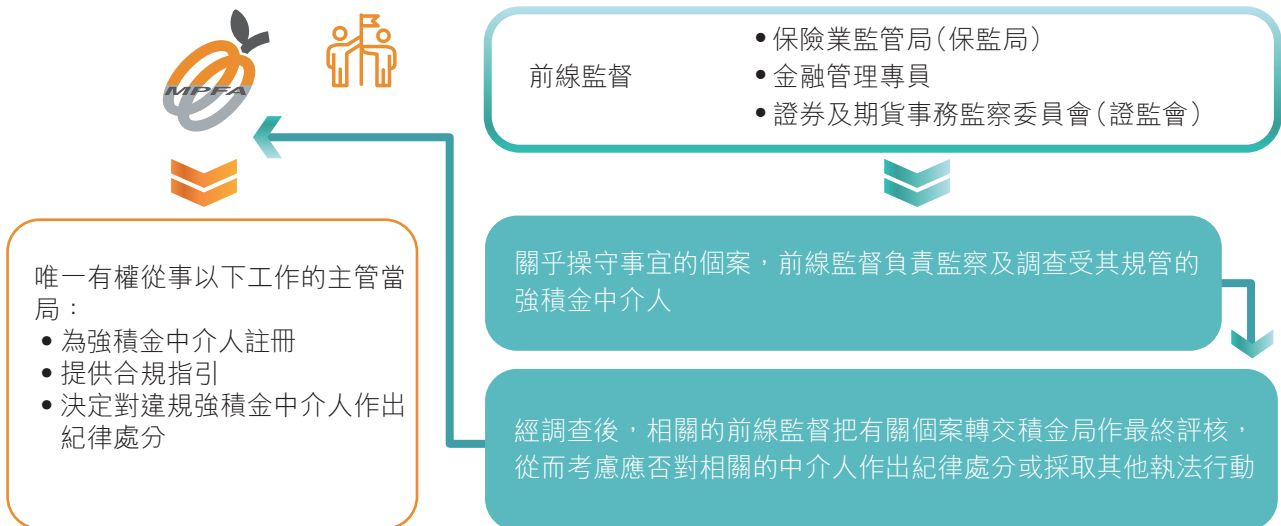 MPFA
唯一有權從事以下工作的主管當
局：
• 為強積金中介人註冊
• 提供合規指引
• 決定對違規強積金中介人作出
紀律處分
前線監督
• 保險業監管局（保監局）
• 金融管理專員
• 證券及期貨事務監察委員會（證監會）
關乎操守事宜的個案，前線監督負責監察及調查受其規管的
強積金中介人
經調查後，相關的前線監督把有關個案轉交積金局作最終評核，
從而考慮應否對相關的中介人作出紀律處分或採取其他執法行動